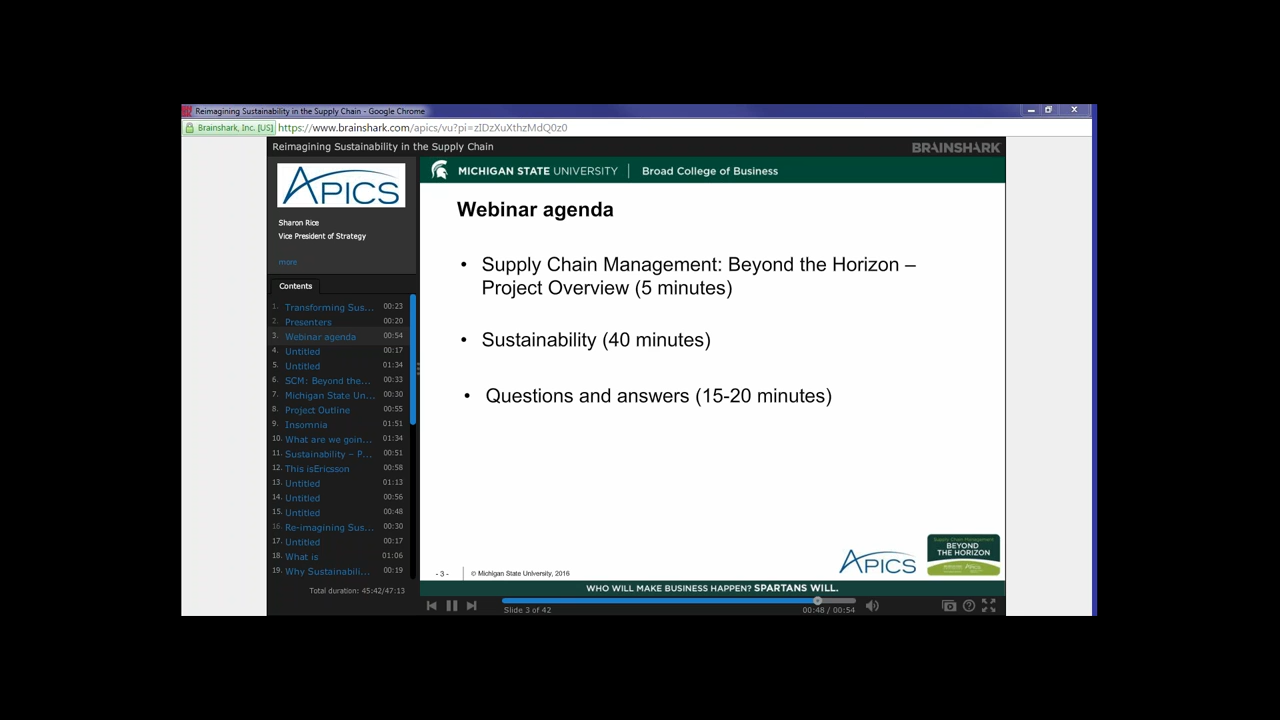 Reimagining Sustainability in the Supply Chain - Google Chrome
Brainshark, Inc. [US] https://www.brainshark.com/apics/vu?pi=zIDzXuXthzMdQ0z0
Reimagining Sustainability in the Supply Chain
BRAINSHARK
APICS
Sharon Rice
Vice President of Strategy
more
Contents
1. Transforming Sus... 00:23
2. Presenters 00:20
3. Webinar agenda 00:54
4. Untitled 00:17
5. Untitled 01:34
6. SCM: Beyond the... 00:33
7. Michigan State Un... 00:30
8. Project Outline 00:55
9. Insomnia 01:51
10. What are we goin... 01:34
11. Sustainability – P... 00:51
12. This isEricsson 00:58
13. Untitled 01:13
14. Untitled 00:56
15. Untitled 00:48
16. Re-imagining Sus... 00:30
17. Untitled 00:17
18. What is 01:06
19. Why Sustainabili... 00:19
Total duration: 45:42/47:13
MICHIGAN STATE UNIVERSITY | Broad College of Business
Webinar agenda
• Supply Chain Management: Beyond the Horizon –
Project Overview (5 minutes)
• Sustainability (40 minutes)
• Questions and answers (15-20 minutes)
- 3 -
© Michigan State University, 2016
APICS
Supply Chain Management
BEYOND
THE HORIZON
WHO WILL MAKE BUSINESS HAPPEN? SPARTANS WILL.
Slide 3 of 42
00:48 / 00:54